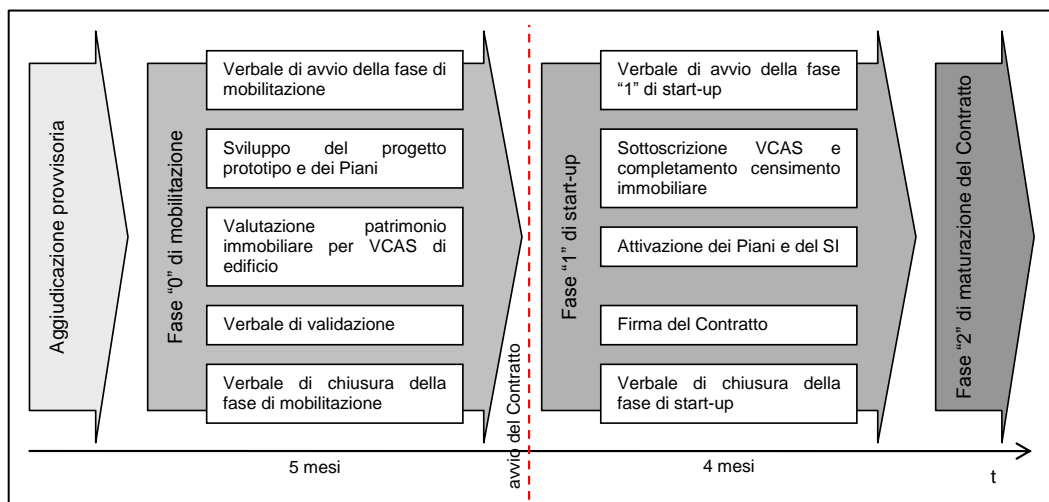 Aggiudicazione provvisoria
Fase “0” di mobilitazione
Verbale di avvio della fase di
mobilitazione
Sviluppo del progetto
prototipo e dei Piani
Valutazione patrimonio
immobiliare per VCAS di
edificio
Verbale di validazione
Verbale di chiusura della
fase di mobilitazione
avvio del Contratto
Fase “1” di start-up
Verbale di avvio della fase
“1” di start-up
Sottoscrizione VCAS e
completamento censimento
immobiliare
Attivazione dei Piani e del SI
Firma del Contratto
Verbale di chiusura della
fase di start-up
Fase “2” di maturazione del Contratto
5 mesi
4 mesi
t